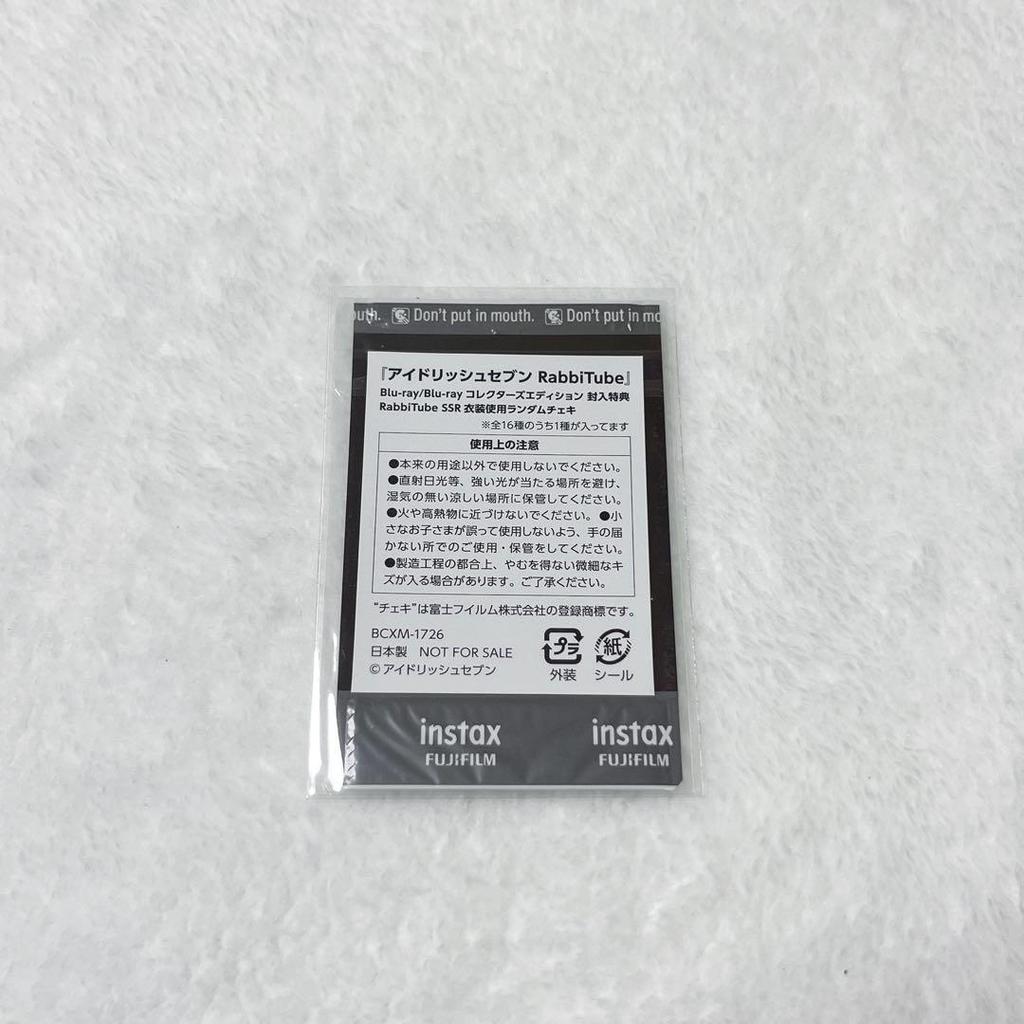 outh. Don't put in mouth. Don't put in mo
『アイドリッシュセブン RabbiTube』
Blu-ray/Blu-ray コレクターズエディション 封入特典
RabbiTube SSR 衣装使用ランダムチェキ
※全16種のうち1種が入ってます
使用上の注意
●本来の用途以外で使用しないでください。
●直射日光等、強い光が当たる場所を避け、
湿気の無い涼しい場所に保管してください。
●火や高熱物に近づけないでください。●小
さなお子さまが誤って使用しないよう、手の届
かない所でのご使用・保管をしてください。
●製造工程の都合上、やむを得ない微細なキ
ズが入る場合があります。ご了承ください。
"チェキ"は富士フイルム株式会社の登録商標です。
BCXM-1726
日本製 NOT FOR SALE
©アイドリッシュセブン
プラ 紙
外装 シール
instax instax
FUJIFILM FUJIFILM